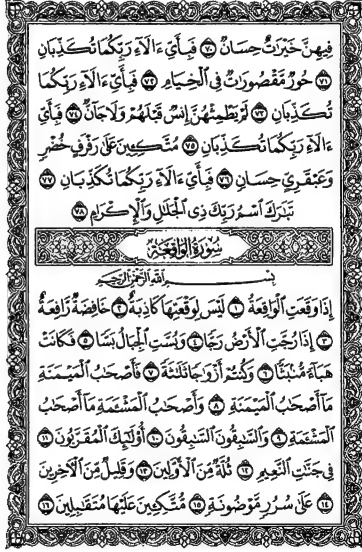 فِيهِنَّ خَيْرَٰتٌ حِسَانٌ ٧٠ فَبِأَيِّ ءَالَآءِ رَبِّكُمَا تُكَذِّبَانِ
٧١ حُورٌ مَّقْصُورَٰتٌ فِى ٱلْخِيَامِ ٧٢ فَبِأَيِّ ءَالَآءِ رَبِّكُمَا
تُكَذِّبَانِ ٧٣ لَمْ يَطْمِثْهُنَّ إِنسٌ قَبْلَهُمْ وَلَا جَآنٌّ ٧٤ فَبِأَيِّ
ءَالَآءِ رَبِّكُمَا تُكَذِّبَانِ ٧٥ مُتَّكِـِٔينَ عَلَىٰ رَفْرَفٍ خُضْرٍ
وَعَبْقَرِىٍّ حِسَانٍ ٧٦ فَبِأَيِّ ءَالَآءِ رَبِّكُمَا تُكَذِّبَانِ ٧٧
تَبَٰرَكَ ٱسْمُ رَبِّكَ ذِى ٱلْجَلَٰلِ وَٱلْإِكْرَامِ ٧٨
سُورَةُ الوَاقِعَةِ
بِسْمِ ٱللَّهِ ٱلرَّحْمَٰنِ ٱلرَّحِيمِ
إِذَا وَقَعَتِ ٱلْوَاقِعَةُ ١ لَيْسَ لِوَقْعَتِهَا كَاذِبَةٌ ٢ خَافِضَةٌ رَّافِعَةٌ
٣ إِذَا رُجَّتِ ٱلْأَرْضُ رَجًّا ٤ وَبُسَّتِ ٱلْجِبَالُ بَسًّا ٥ فَكَانَتْ
هَبَآءً مُّنۢبَثًّا ٦ وَكُنتُمْ أَزْوَٰجًا ثَلَٰثَةً ٧ فَأَصْحَٰبُ ٱلْمَيْمَنَةِ
مَآ أَصْحَٰبُ ٱلْمَيْمَنَةِ ٨ وَأَصْحَٰبُ ٱلْمَشْـَٔمَةِ مَآ أَصْحَٰبُ
ٱلْمَشْـَٔمَةِ ٩ وَٱلسَّٰبِقُونَ ٱلسَّٰبِقُونَ ١٠ أُو۟لَٰٓئِكَ ٱلْمُقَرَّبُونَ ١١
فِى جَنَّٰتِ ٱلنَّعِيمِ ١٢ ثُلَّةٌ مِّنَ ٱلْأَوَّلِينَ ١٣ وَقَلِيلٌ مِّنَ ٱلْءَاخِرِينَ
١٤ عَلَىٰ سُرُرٍ مَّوْضُونَةٍ ١٥ مُّتَّكِـِٔينَ عَلَيْهَا مُتَقَٰبِلِينَ ١٦